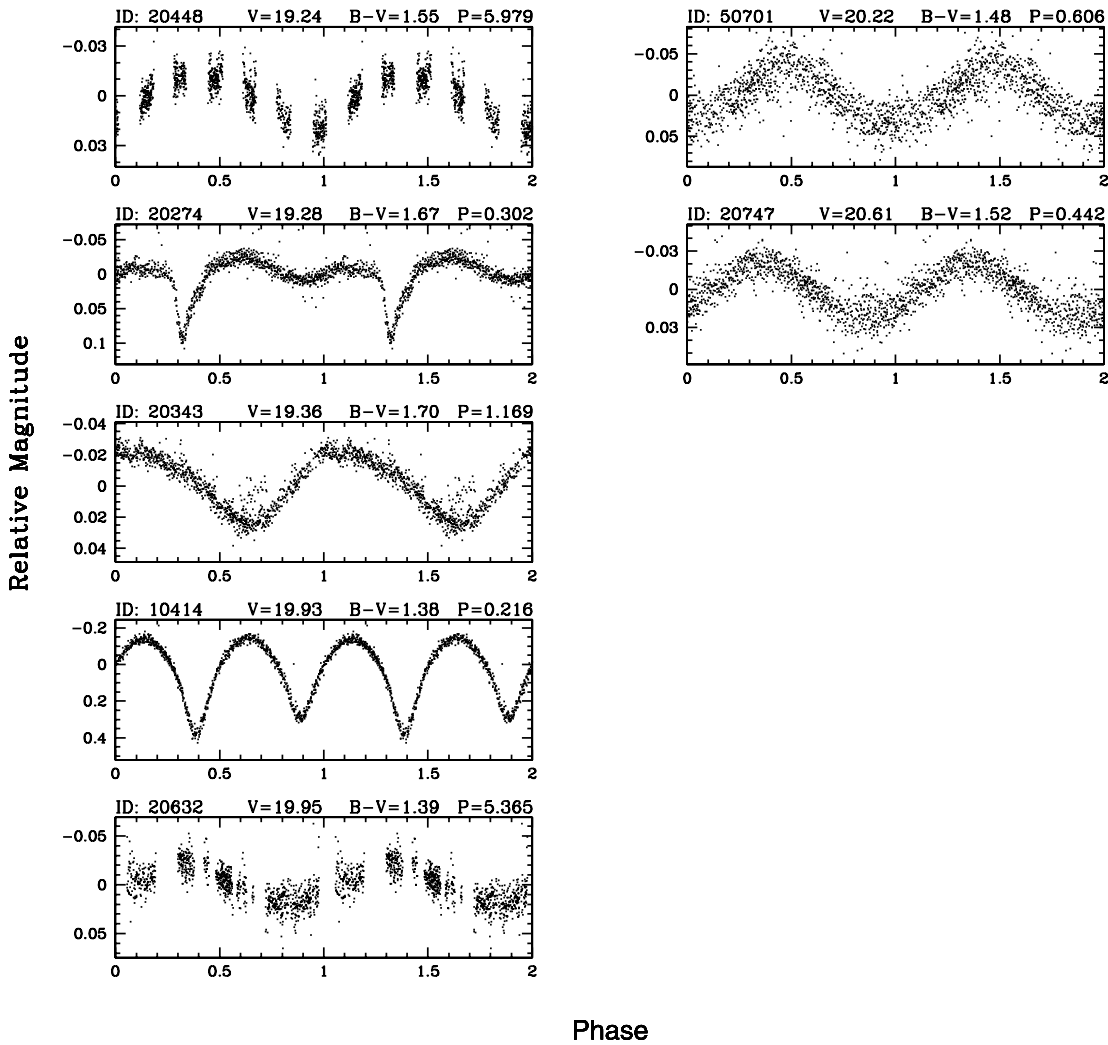 ID: 20448 V=19.24 B-V=1.55 P=5.979
-0.03
0
0.03
0 0.5 1 1.5 2
ID: 20274 V=19.28 B-V=1.67 P=0.302
-0.05
0
0.05
0.1
0 0.5 1 1.5 2
ID: 20343 V=19.36 B-V=1.70 P=1.169
-0.04
-0.02
0
0.02
0.04
0 0.5 1 1.5 2
ID: 10414 V=19.93 B-V=1.38 P=0.216
-0.2
0
0.2
0.4
0 0.5 1 1.5 2
ID: 20632 V=19.95 B-V=1.39 P=5.365
-0.05
0
0.05
0 0.5 1 1.5 2
ID: 50701 V=20.22 B-V=1.48 P=0.606
-0.05
0
0.05
0 0.5 1 1.5 2
ID: 20747 V=20.61 B-V=1.52 P=0.442
-0.03
0
0.03
0 0.5 1 1.5 2
Relative Magnitude
Phase